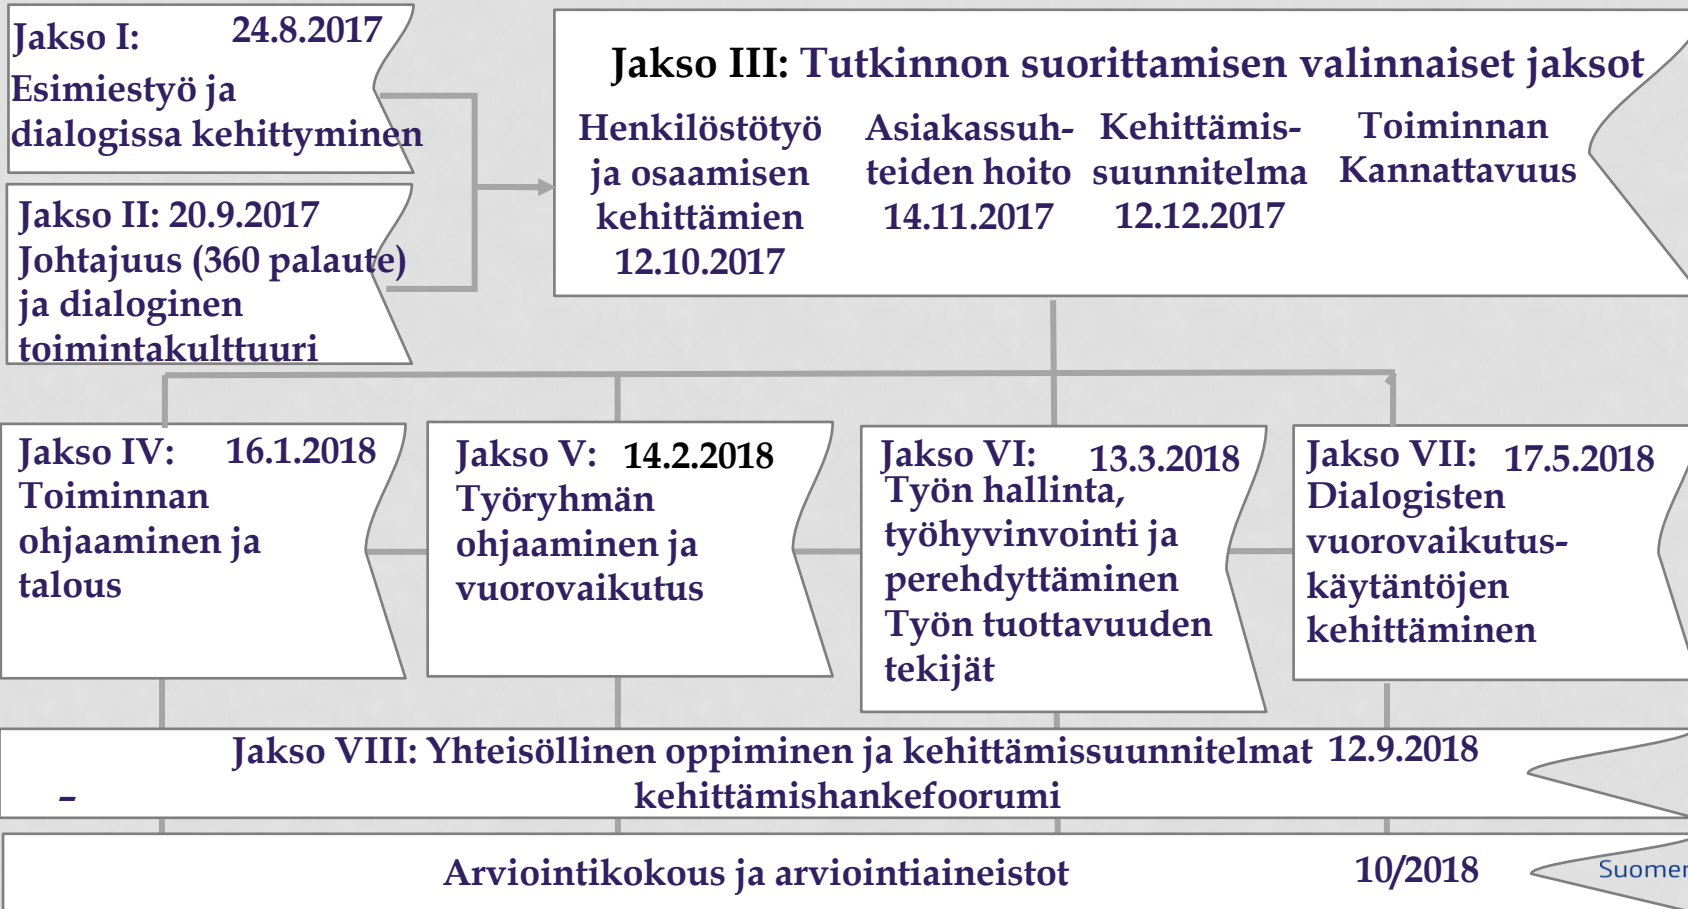 Jakso I: 24.8.2017
Esimiestyö ja
dialogissa kehittyminen
Jakso II: 20.9.2017
Johtajuus (360 palaute)
ja dialoginen
toimintakulttuuri
Jakso III: Tutkinnon suorittamisen valinnaiset jaksot
Henkilöstötyö
ja osaamisen
kehittämien
12.10.2017
Asiakassuh-
teiden hoito
14.11.2017
Kehittämis-
suunnitelma
12.12.2017
Toiminnan
Kannattavuus
Jakso IV: 16.1.2018
Toiminnan
ohjaaminen ja
talous
Jakso V: 14.2.2018
Työryhmän
ohjaaminen ja
vuorovaikutus
Jakso VI: 13.3.2018
Työn hallinta,
työhyvinvointi ja
perehdyttäminen
Työn tuottavuuden
tekijät
Jakso VII: 17.5.2018
Dialogisten
vuorovaikutus-
käytäntöjen
kehittäminen
Jakso VIII: Yhteisöllinen oppiminen ja kehittämissuunnitelmat 12.9.2018
– kehittämishankefoorumi
Arviointikokous ja arviointiaineistot 10/2018
Suomen